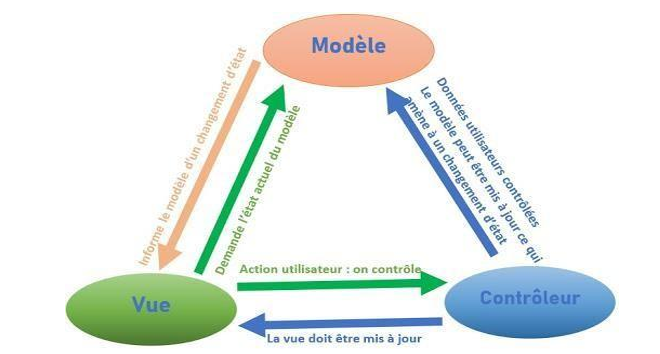 Modèle
Informe le modèle d'un changement d'état
Demande l'état actuel du modèle
Données utilisateurs contrôlées
Le modèle peut être mis à jour ce qui
amène à un changement d'état
Action utilisateur : on contrôle
Vue
Contrôleur
La vue doit être mis à jour